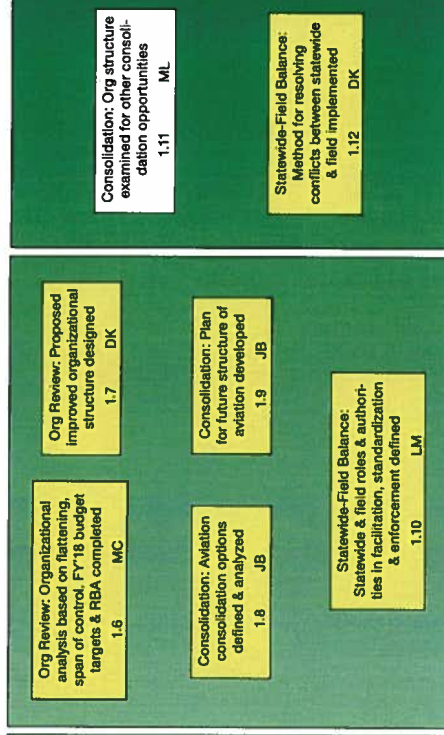 Org Review: Organizational
analysis based on flattening,
span of control, FY'18 budget
targets & RBA completed
1.6 MC
Org Review: Proposed
improved organizational
structure designed
1.7 DK
Consolidation: Aviation
consolidation options
defined & analyzed
1.8 JB
Consolidation: Plan
for future structure of
aviation developed
1.9 JB
Statewide-Field Balance:
Statewide & field roles & authori-
ties in facilitation, standardization
& enforcement defined
1.10 LM
Consolidation: Org structure
examined for other consoli-
dation opportunities
1.11 ML
Statewide-Field Balance:
Method for resolving
conflicts between statewide
& field implemented
1.12 DK